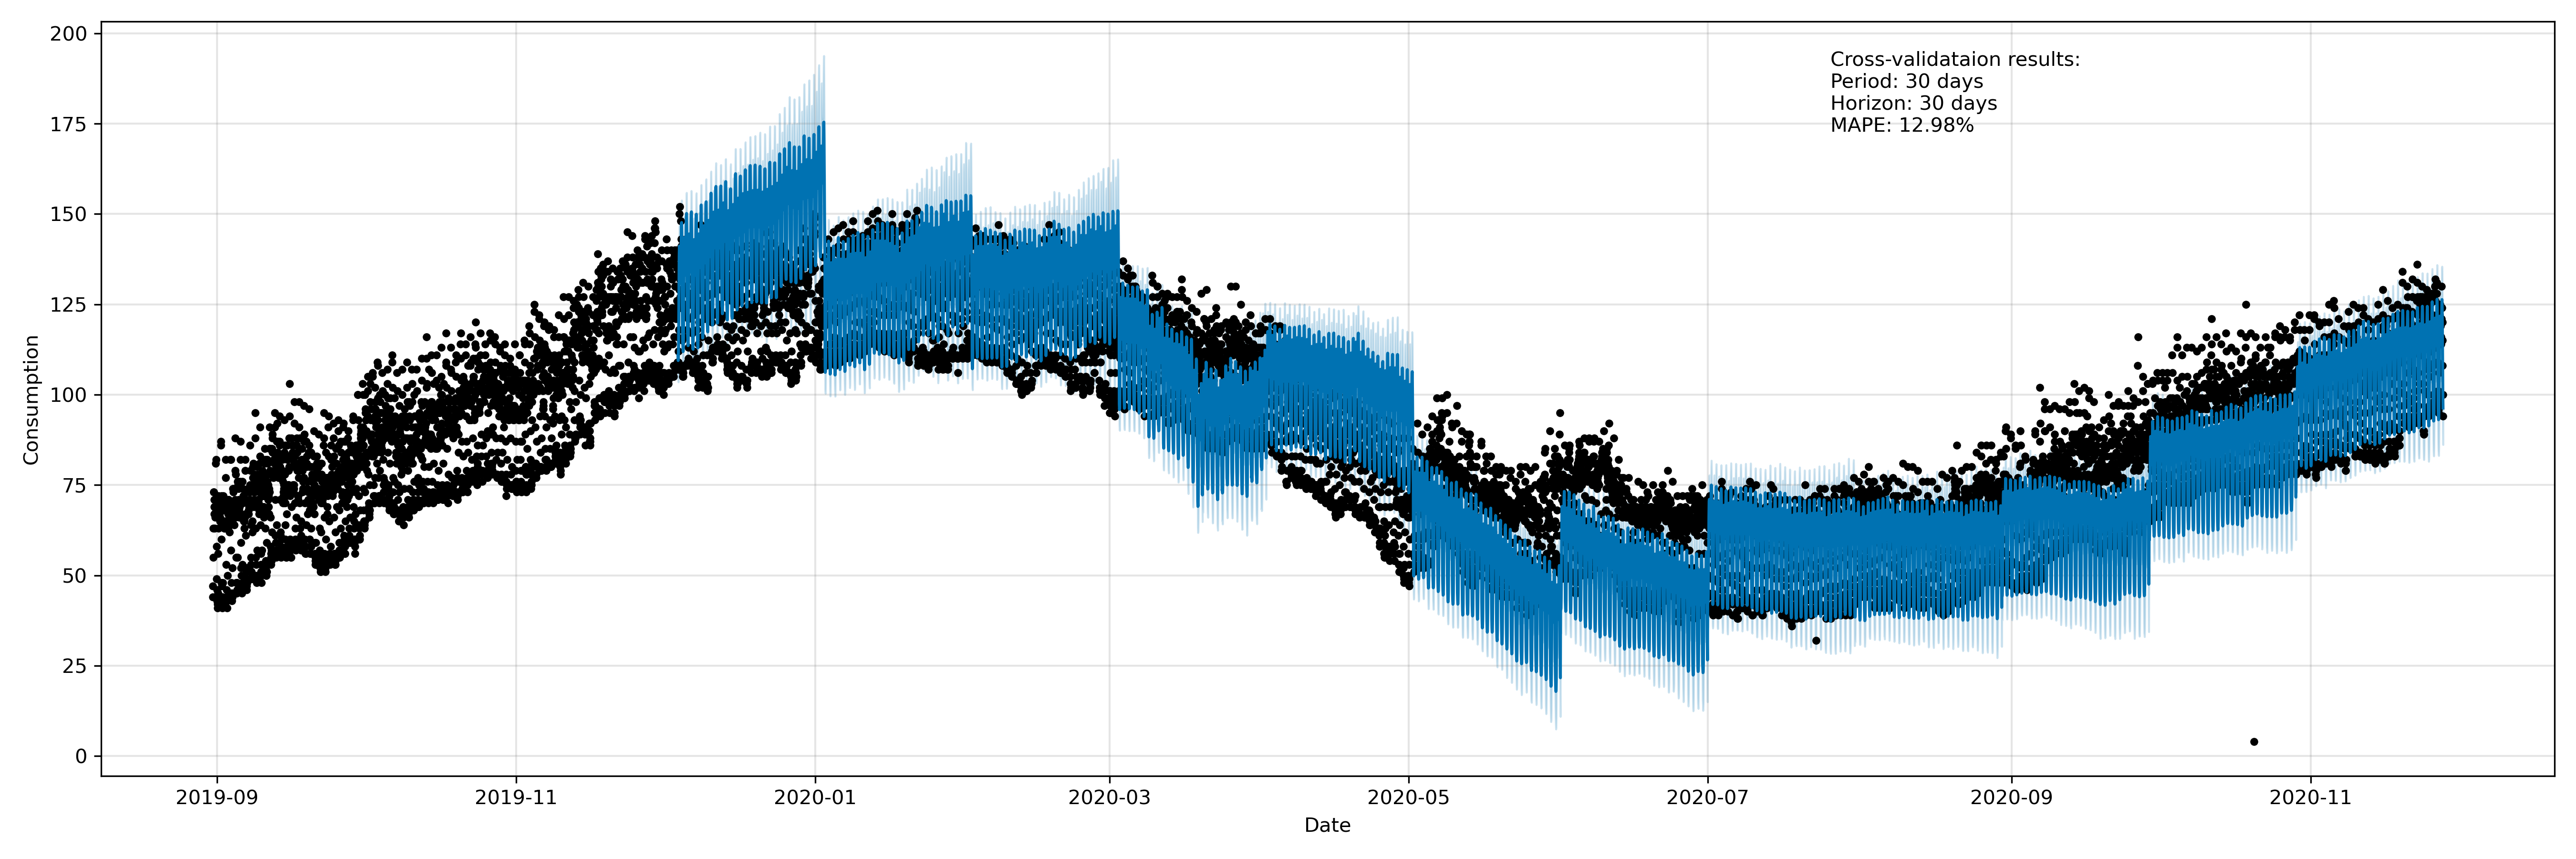 Cross-validataion results:
Period: 30 days
Horizon: 30 days
MAPE: 12.98%
200
175
150
125
100
75
50
25
0
Consumption
2019-09 2019-11 2020-01 2020-03 2020-05 2020-07 2020-09 2020-11
Date